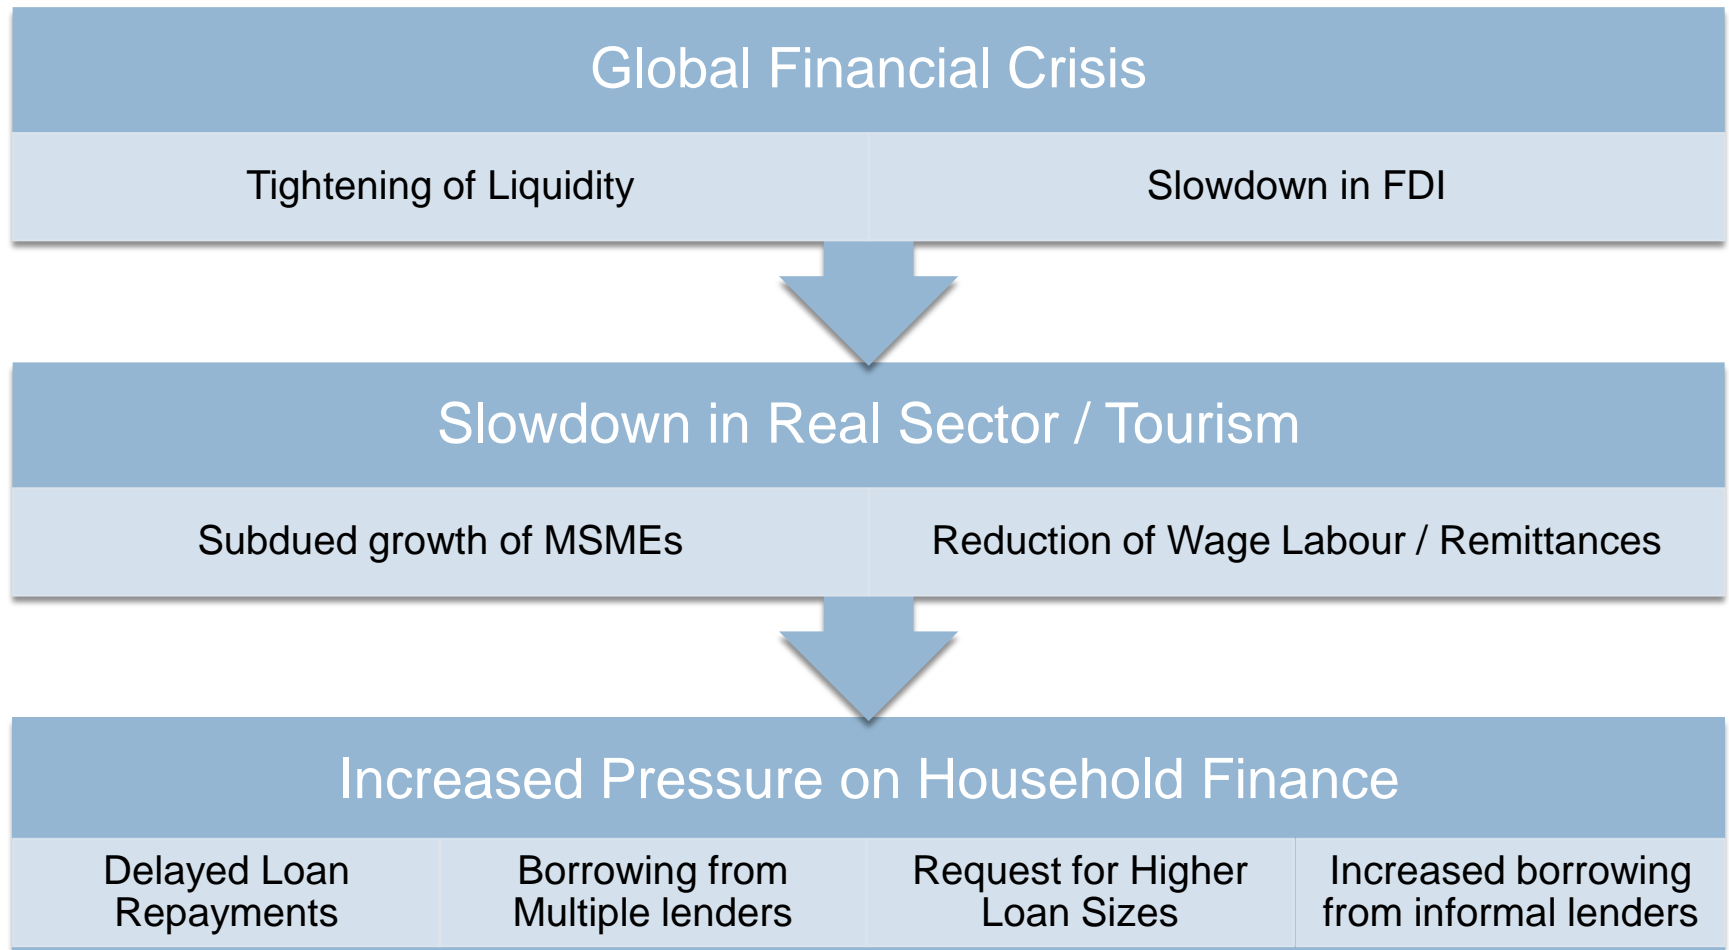 Global Financial Crisis
Tightening of Liquidity
Slowdown in FDI
Slowdown in Real Sector / Tourism
Subdued growth of MSMEs
Reduction of Wage Labour / Remittances
Increased Pressure on Household Finance
Delayed Loan
Repayments
Borrowing from
Multiple lenders
Request for Higher
Loan Sizes
Increased borrowing
from informal lenders